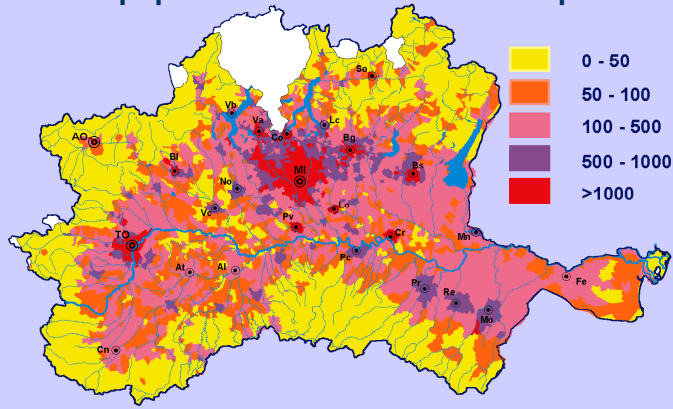 0 - 50
50 - 100
100 - 500
500 - 1000
>1000
So
Vb
Va
Lc
Co
AO
Bg
Bl
MI
Bs
No
Vc
Lo
Pv
TO
Cr
Mn
Pc
At
Al
Fe
Pr
Re
Mo
Cn